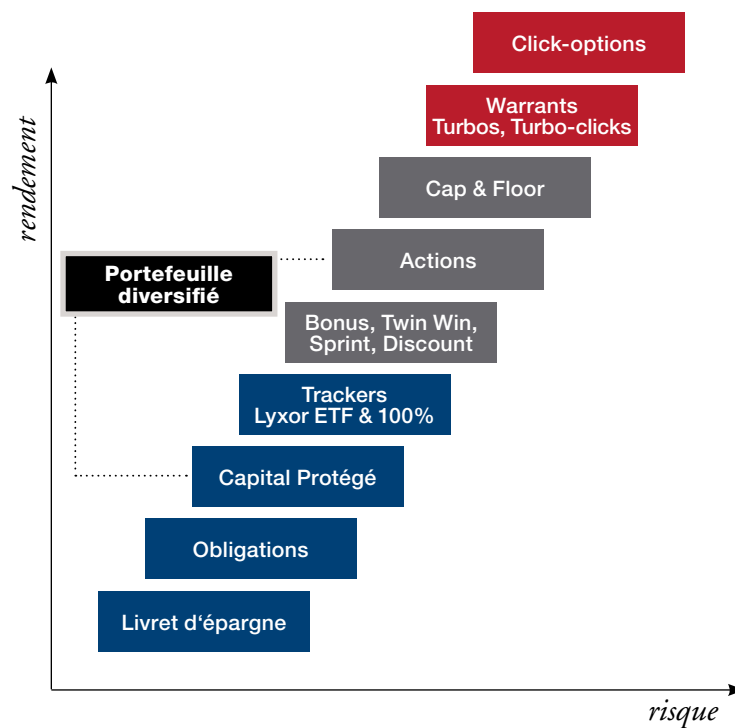 Click-options
Warrants
Turbos, Turbo-clicks
Cap & Floor
rendement
Actions
Portefeuille
diversifié
Bonus, Twin Win,
Sprint, Discount
Trackers
Lyxor ETF & 100%
Capital Protégé
Obligations
Livret d‘épargne
risque